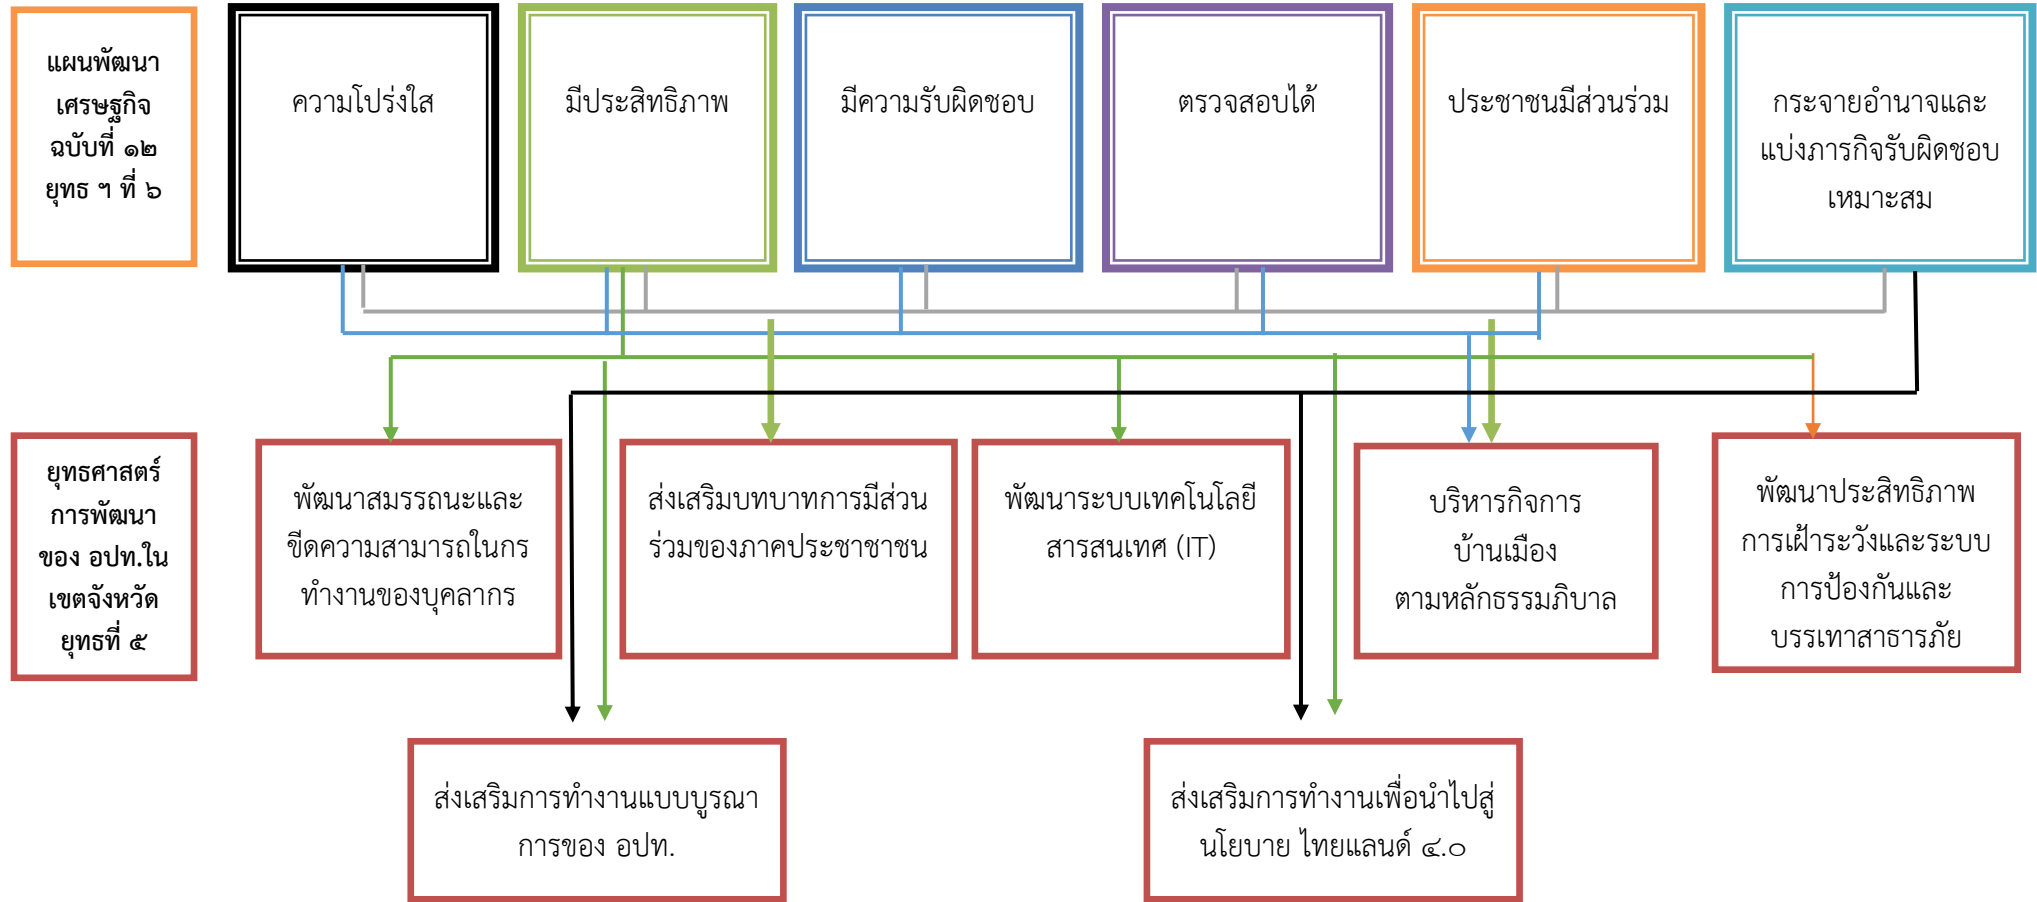 แผนพัฒนา
เศรษฐกิจ
ฉบับที่ ๑๒
ยุทธ ฯ ที่ ๖
ความโปร่งใส
มีประสิทธิภาพ
มีความรับผิดชอบ
ตรวจสอบได้
ประชาชนมีส่วนร่วม
กระจายอำนาจและ
แบ่งภารกิจรับผิดชอบ
เหมาะสม
ยุทธศาสตร์
การพัฒนา
ของ อปท.ใน
เขตจังหวัด
ยุทธที่ ๕
พัฒนาสมรรถนะและ
ขีดความสามารถในกร
ทำงานของบุคลากร
ส่งเสริมบทบาทการมีส่วน
ร่วมของภาคประชาชาชน
พัฒนาระบบเทคโนโลยี
สารสนเทศ (IT)
บริหารกิจการ
บ้านเมือง
ตามหลักธรรมภิบาล
พัฒนาประสิทธิภาพ
การเฝ้าระวังและระบบ
การป้องกันและ
บรรเทาสาธารภัย
ส่งเสริมการทำงานแบบบูรณา
การของ อปท.
ส่งเสริมการทำงานเพื่อนำไปสู่
นโยบาย ไทยแลนด์ ๔.๐